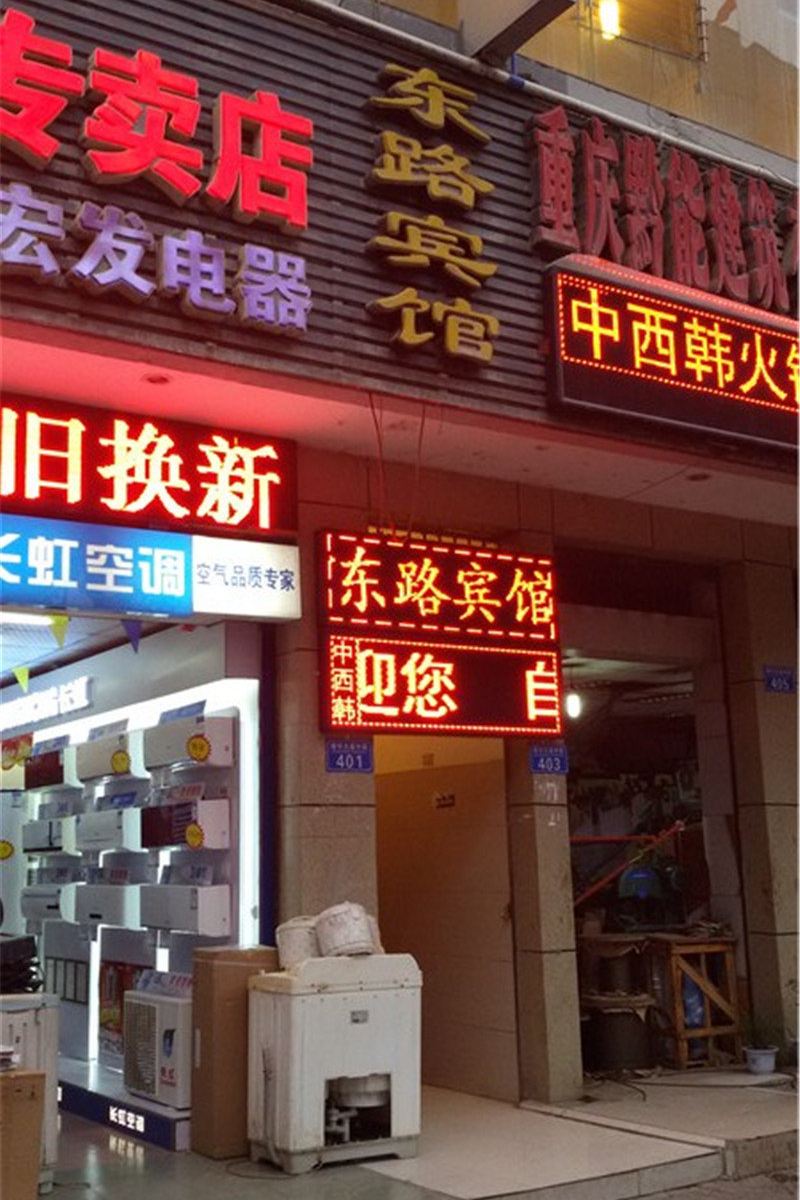 专卖店
宏发电器
东路宾馆
重庆黔能建筑
中西韩火锅
旧换新
长虹空调
空气品质专家
东路宾馆
中西韩
迎您 自
401
403
405
长虹空调